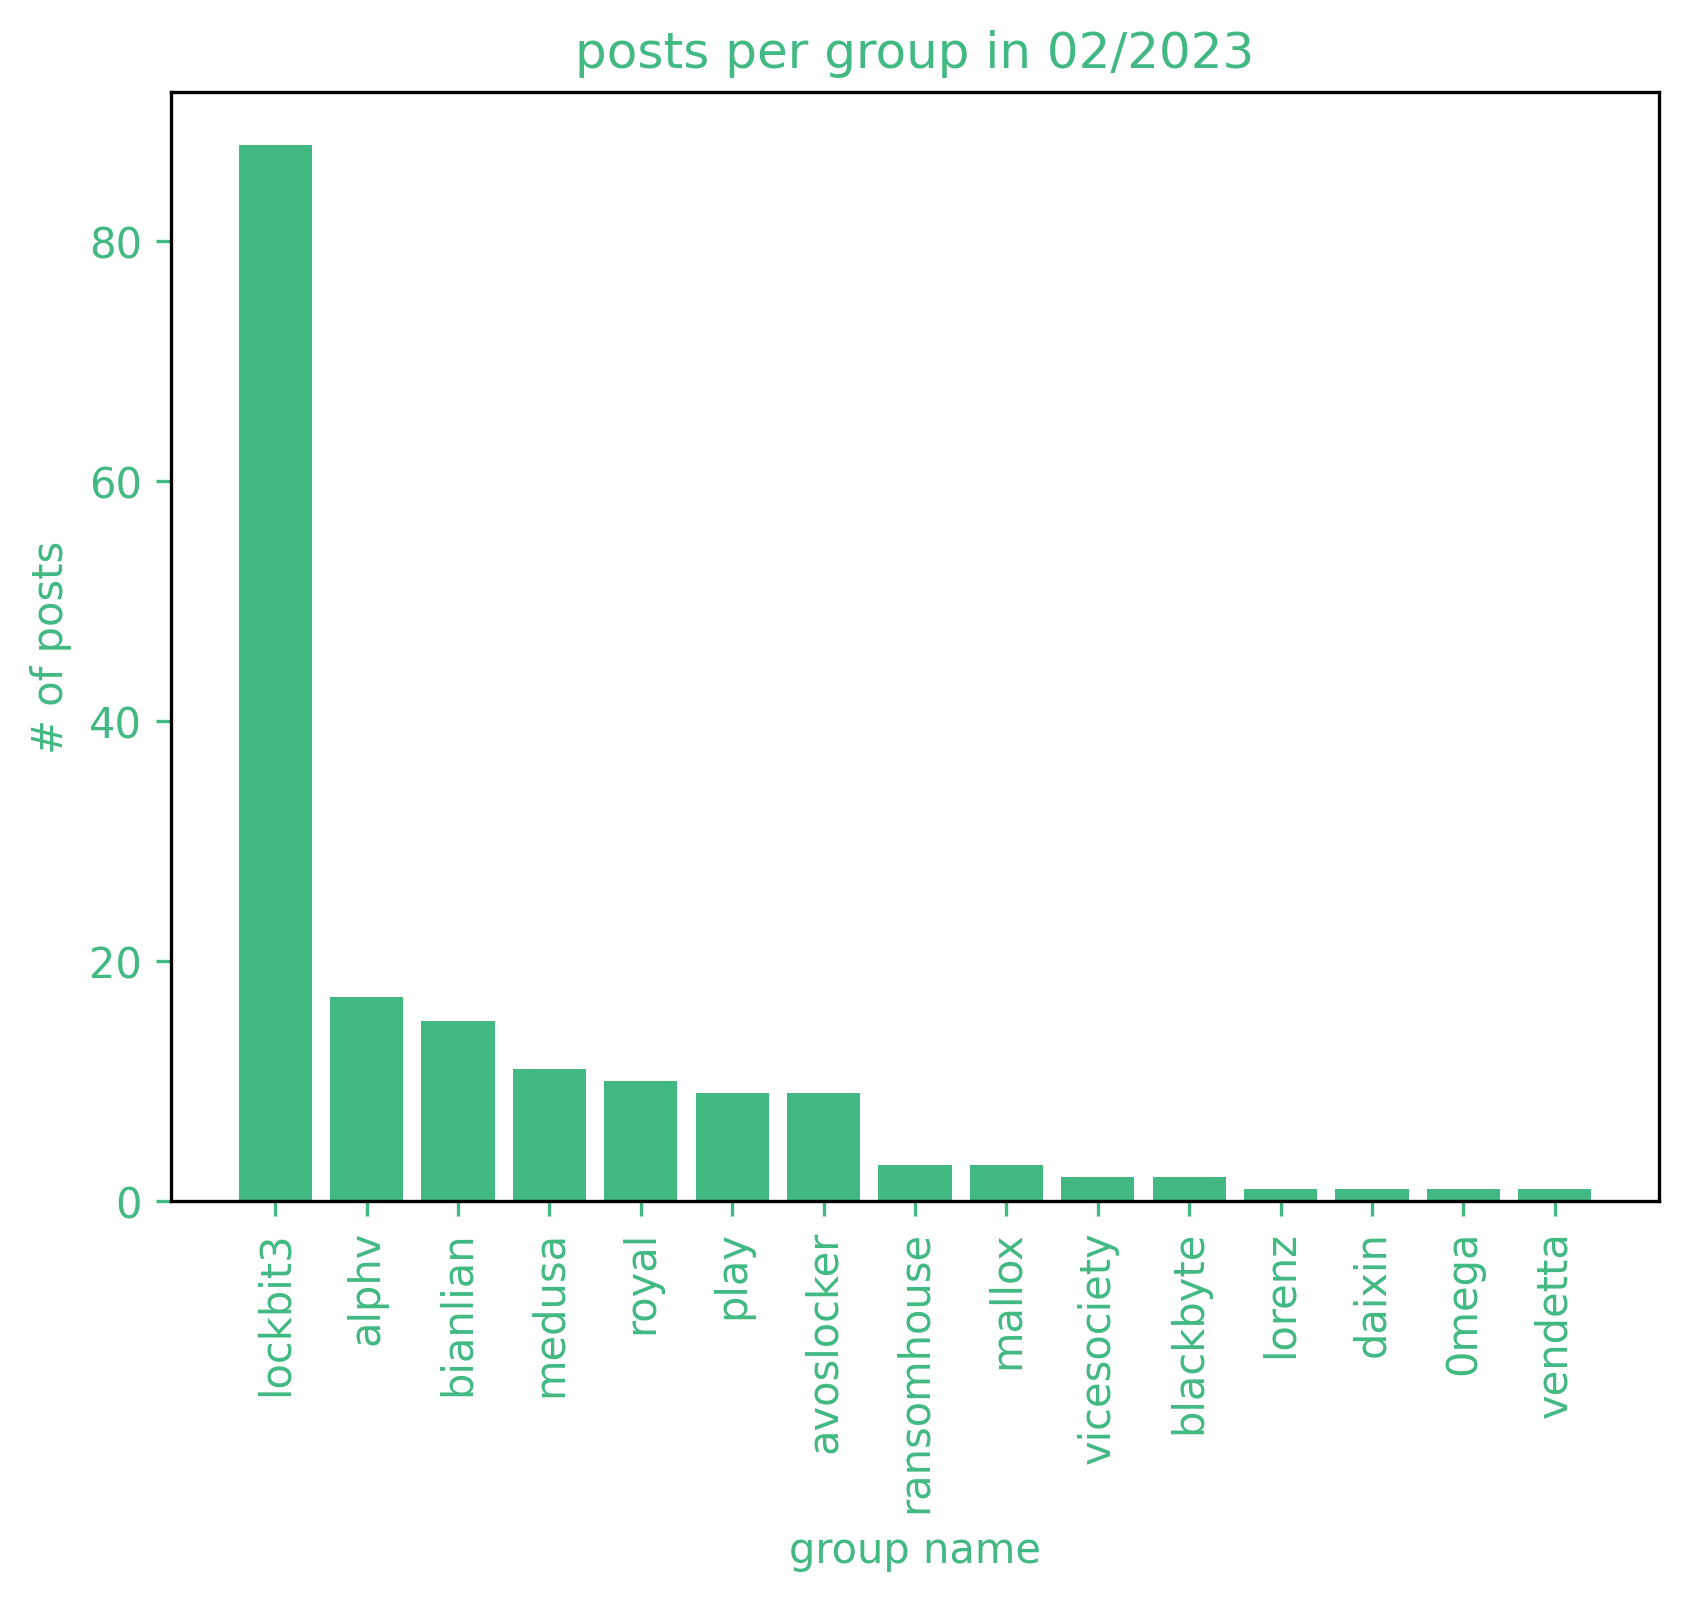 posts per group in 02/2023
# of posts
80
60
40
20
0
lockbit3
alphv
bianlian
medusa
royal
play
avoslocker
ransomhouse
mallox
vicesociety
blackbyte
lorenz
daixin
0mega
vendetta
group name